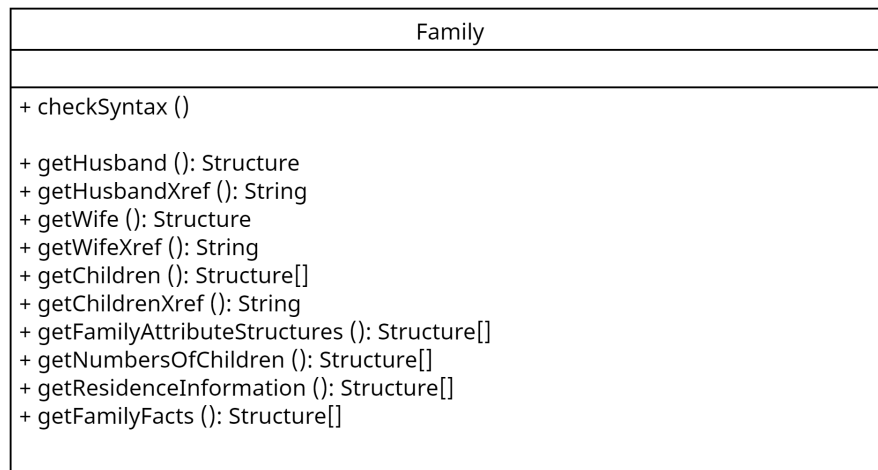 Family
+ checkSyntax ()
+ getHusband (): Structure
+ getHusbandXref (): String
+ getWife (): Structure
+ getWifeXref (): String
+ getChildren (): Structure[]
+ getChildrenXref (): String
+ getFamilyAttributeStructures (): Structure[]
+ getNumbersOfChildren (): Structure[]
+ getResidenceInformation (): Structure[]
+ getFamilyFacts (): Structure[]